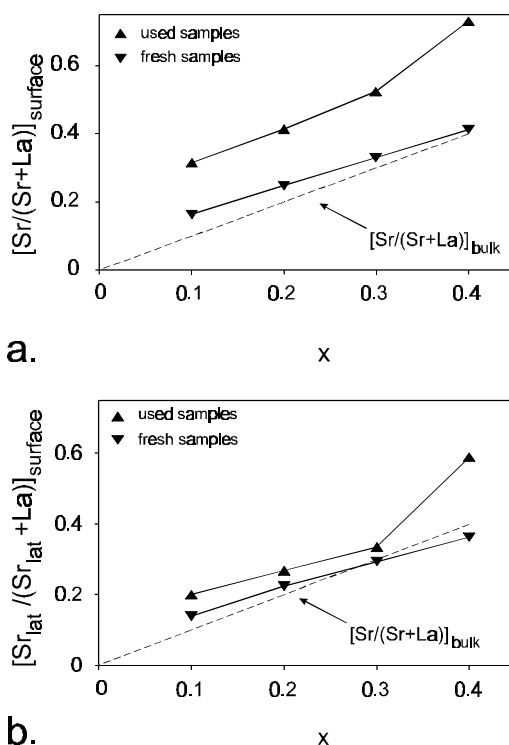 used samples
fresh samples
[Sr/(Sr+La)]surface
0.6
0.4
0.2
0
[Sr/(Sr+La)]bulk
0
0.1
0.2
0.3
0.4
a.
x
used samples
fresh samples
[Srlat/(Srlat+La)]surface
0.6
0.4
0.2
0
[Sr/(Sr+La)]bulk
0
0.1
0.2
0.3
0.4
b.
x